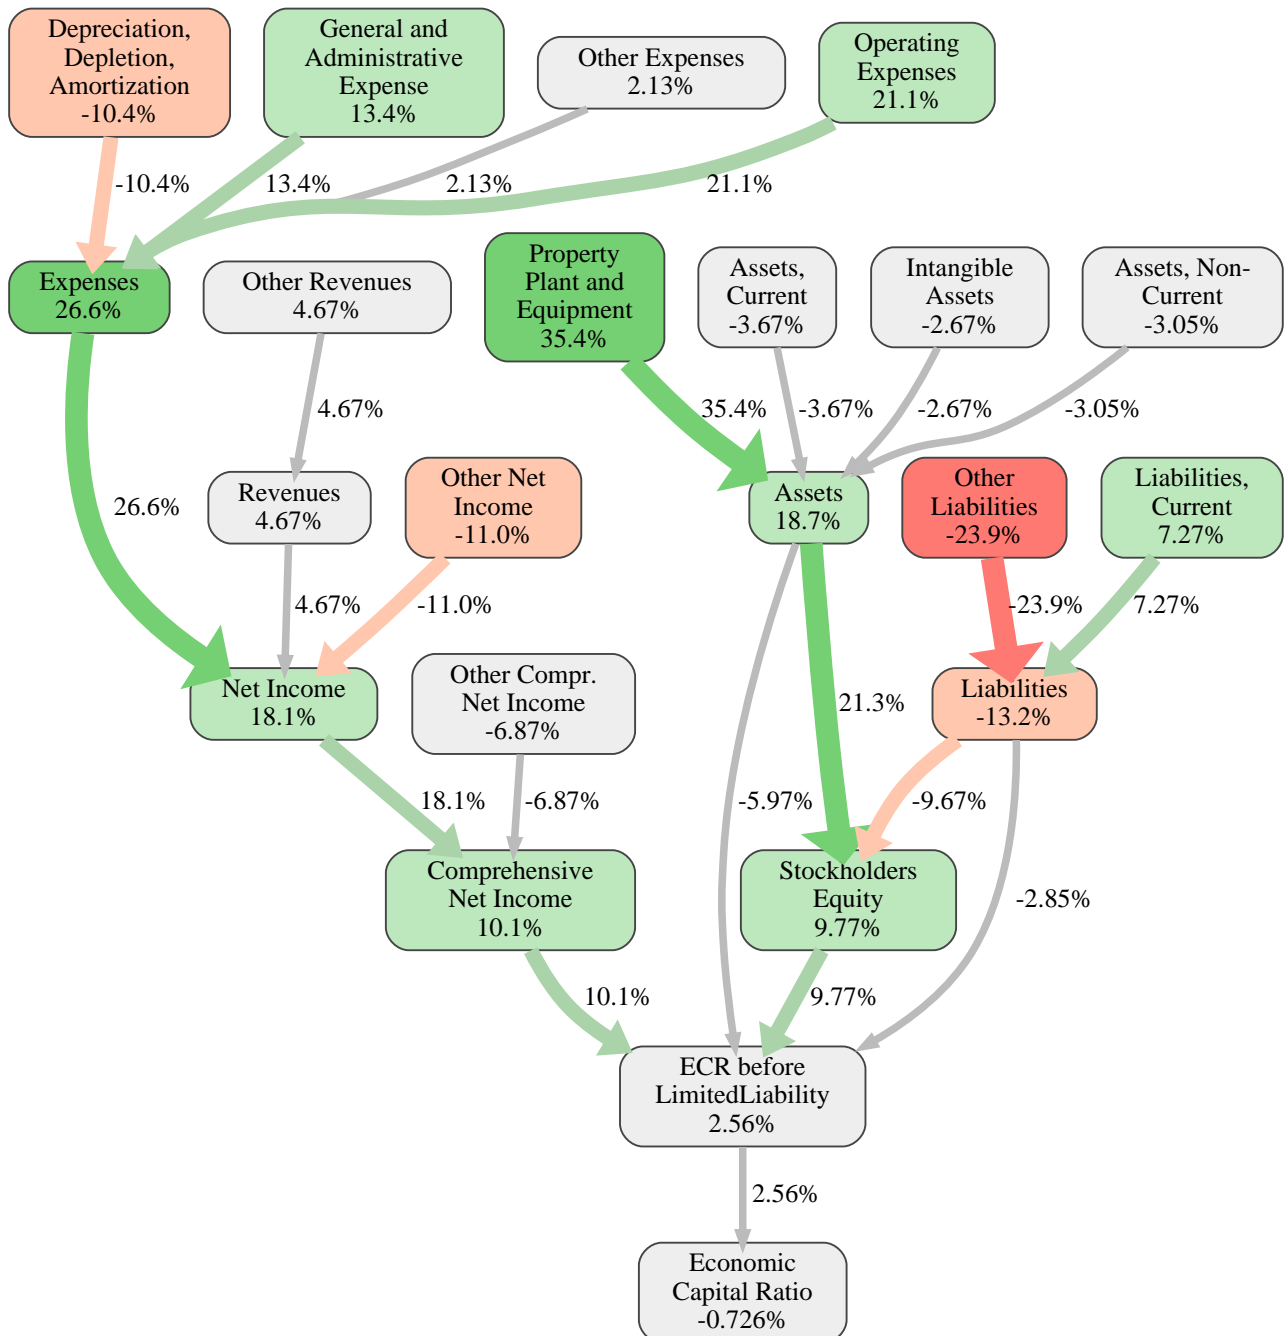 Depreciation,
Depletion,
Amortization
-10.4%
General and
Administrative
Expense
13.4%
Other Expenses
2.13%
Operating
Expenses
21.1%
-10.4%
13.4%
2.13%
21.1%
Expenses
26.6%
Other Revenues
4.67%
Property
Plant and
Equipment
35.4%
Assets,
Current
-3.67%
Intangible
Assets
-2.67%
Assets, Non-
Current
-3.05%
4.67%
35.4%
-3.67%
-2.67%
-3.05%
26.6%
Revenues
4.67%
Other Net
Income
-11.0%
Assets
18.7%
Other
Liabilities
-23.9%
Liabilities,
Current
7.27%
4.67%
-11.0%
-23.9%
7.27%
Net Income
18.1%
Other Compr.
Net Income
-6.87%
21.3%
Liabilities
-13.2%
18.1%
-6.87%
-5.97%
-9.67%
Comprehensive
Net Income
10.1%
Stockholders
Equity
9.77%
-2.85%
10.1%
9.77%
ECR before
LimitedLiability
2.56%
2.56%
Economic
Capital Ratio
-0.726%